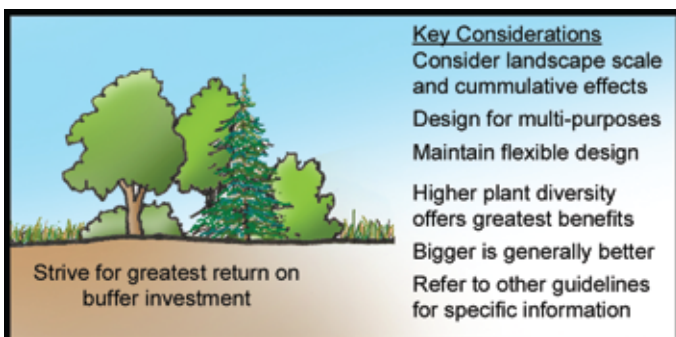 Key Considerations
Consider landscape scale
and cummulative effects
Design for multi-purposes
Maintain flexible design
Higher plant diversity
offers greatest benefits
Bigger is generally better
Refer to other guidelines
for specific information
Strive for greatest return on
buffer investment